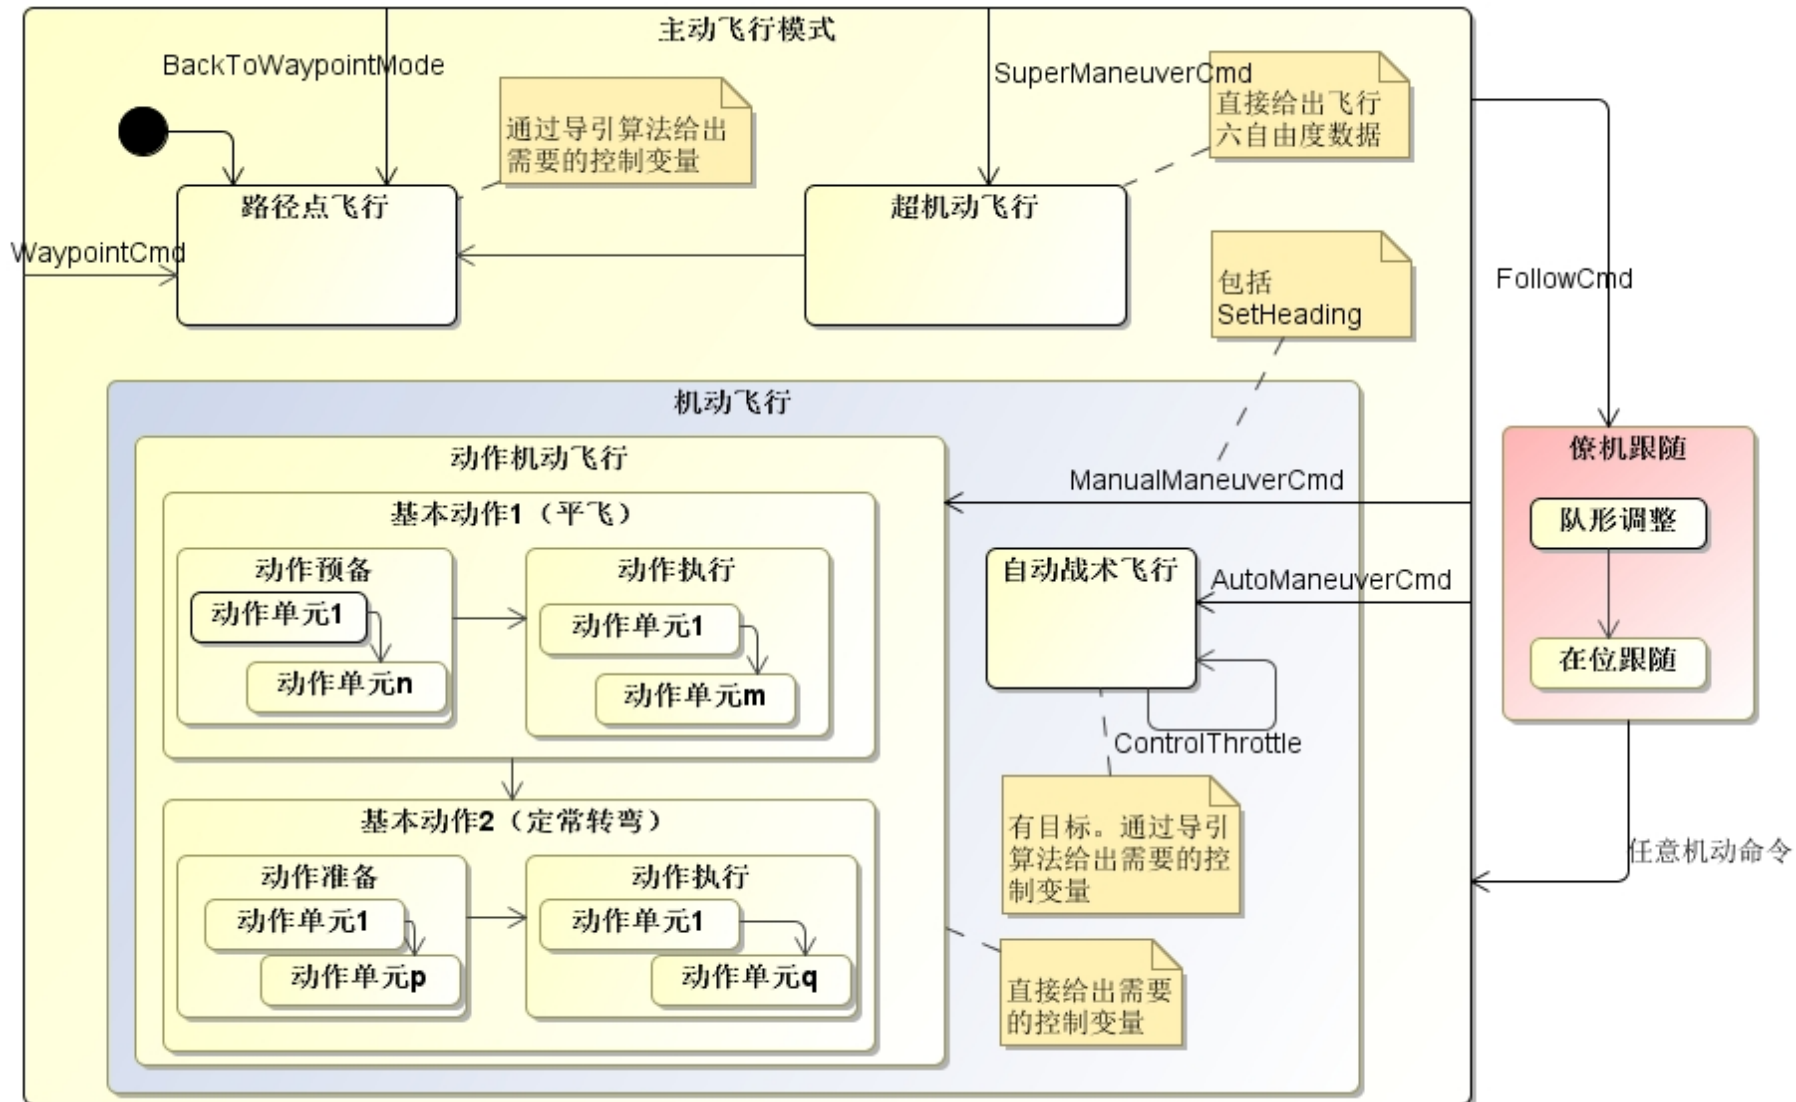 主动飞行模式
BackToWaypointMode
SuperManeuverCmd
直接给出飞行
六自由度数据
通过导引算法给出
需要的控制变量
路径点飞行
超机动飞行
WaypointCmd
包括
SetHeading
FollowCmd
机动飞行
动作机动飞行
僚机跟随
ManualManeuverCmd
基本动作1（平飞）
队形调整
动作预备
动作执行
自动战术飞行
AutoManeuverCmd
动作单元1
动作单元1
在位跟随
动作单元n
动作单元m
ControlThrottle
基本动作2（定常转弯）
有目标。通过导引
算法给出需要的控
制变量
任意机动命令
动作准备
动作执行
动作单元1
动作单元1
动作单元p
动作单元q
直接给出需要
的控制变量